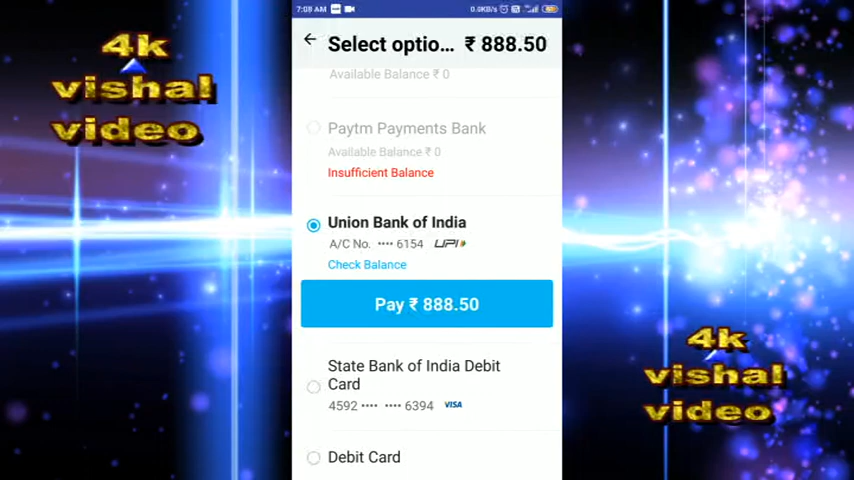 4k
vishal
video
7:05 AM
0.0KB/s
Select optio... ₹ 888.50
Available Balance ₹ 0
Paytm Payments Bank
Available Balance ₹ 0
Insufficient Balance
Union Bank of India
A/C No. •••• 6154 UPI
Check Balance
Pay ₹ 888.50
State Bank of India Debit
Card
4592 •••• •••• 6394 VISA
Debit Card
4k
vishal
video